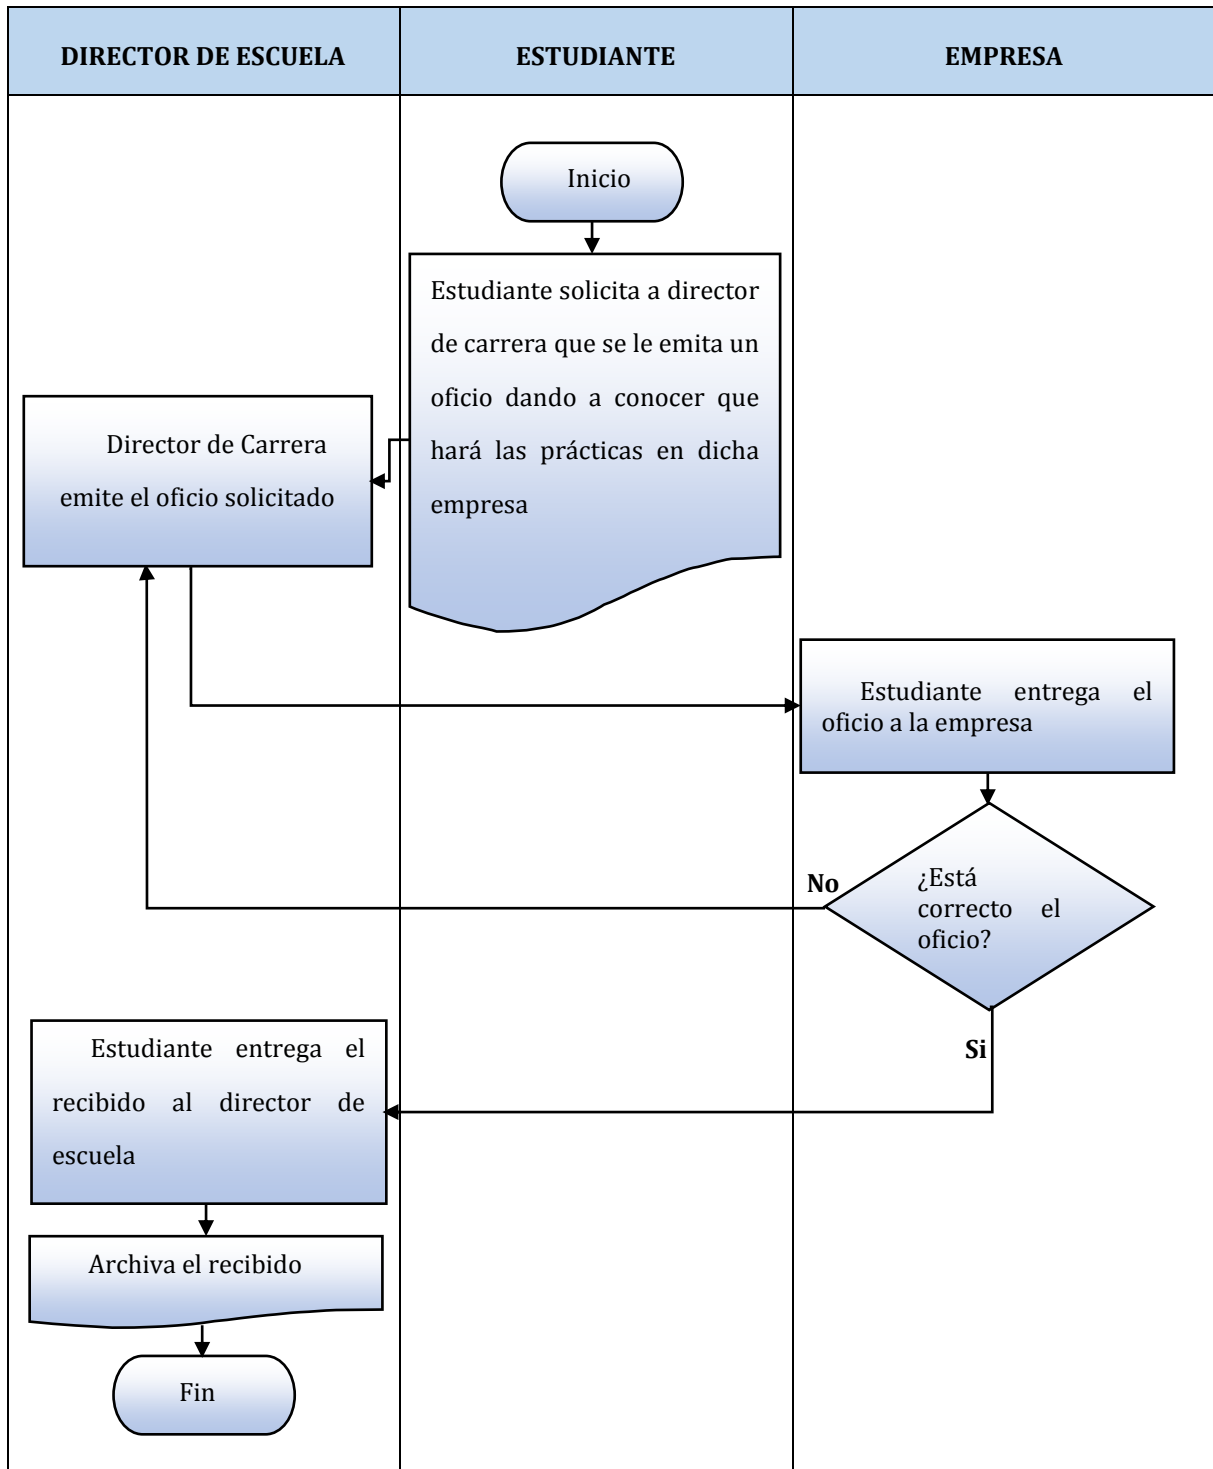 DIRECTOR DE ESCUELA
ESTUDIANTE
EMPRESA
Inicio
Estudiante solicita a director
de carrera que se le emita un
oficio dando a conocer que
hará las prácticas en dicha
empresa
Director de Carrera
emite el oficio solicitado
Estudiante entrega el
oficio a la empresa
¿Está
correcto el
oficio?
No
Si
Estudiante entrega el
recibido al director de
escuela
Archiva el recibido
Fin